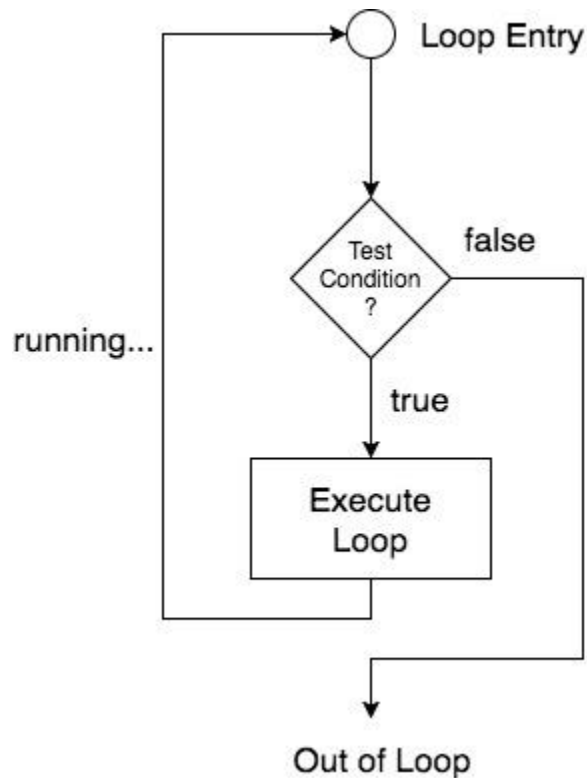 Loop Entry
Test
Condition
?
false
running...
true
Execute
Loop
Out of Loop